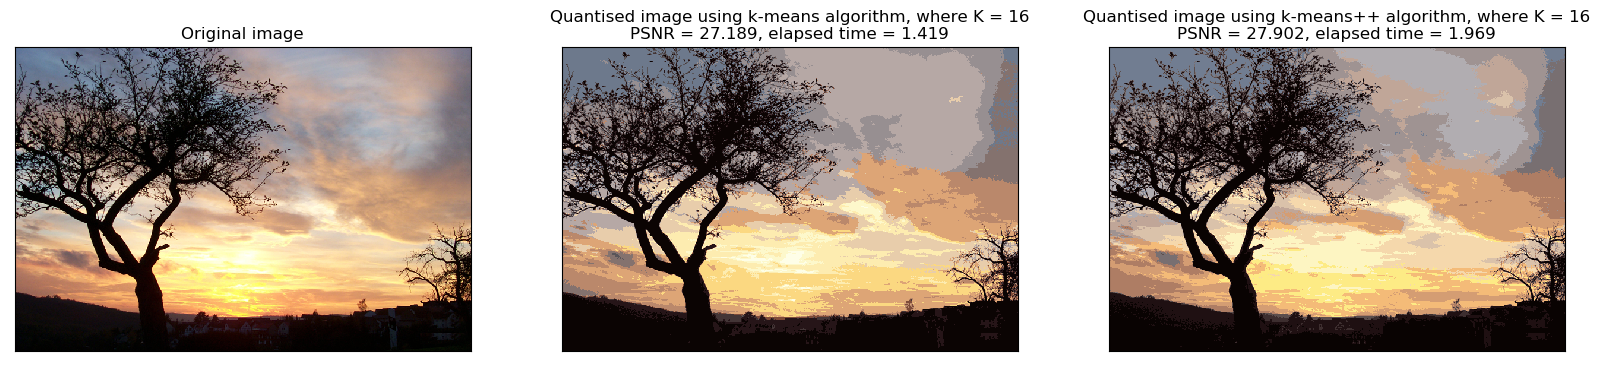 Original image
Quantised image using k-means algorithm, where K = 16
PSNR = 27.189, elapsed time = 1.419
Quantised image using k-means++ algorithm, where K = 16
PSNR = 27.902, elapsed time = 1.969